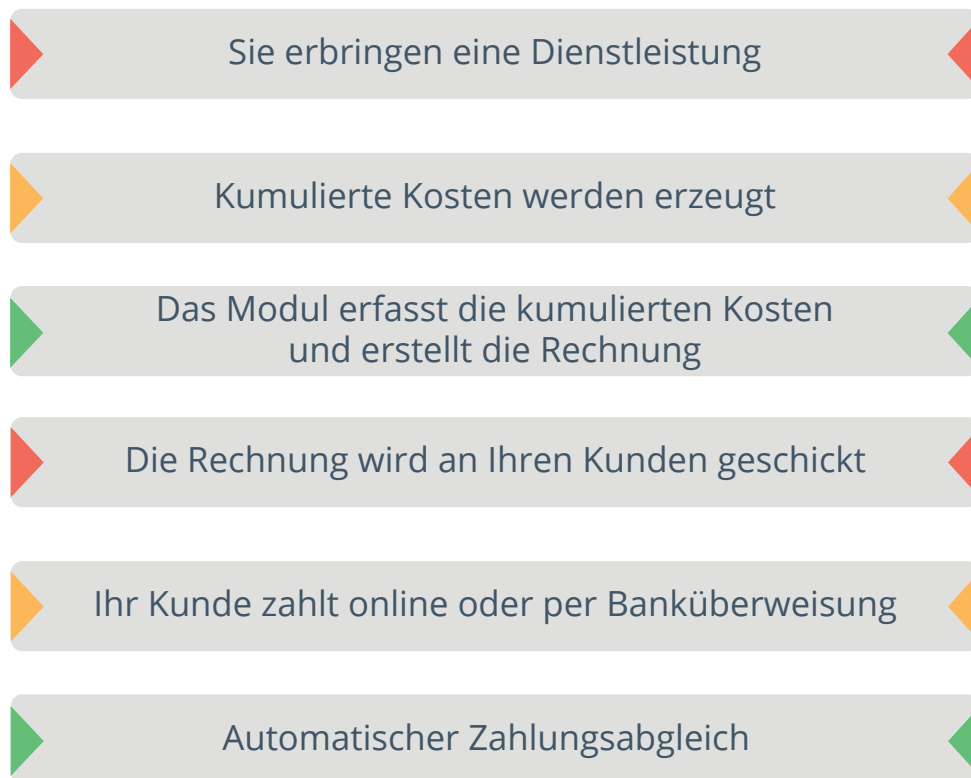 Sie erbringen eine Dienstleistung
Kumulierte Kosten werden erzeugt
Das Modul erfasst die kumulierten Kosten
und erstellt die Rechnung
Die Rechnung wird an Ihren Kunden geschickt
Ihr Kunde zahlt online oder per Banküberweisung
Automatischer Zahlungsabgleich